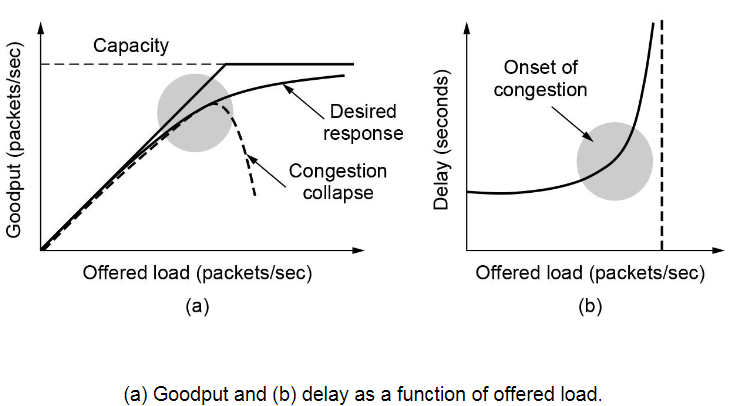 Capacity
Goodput (packets/sec)
Desired
response
Congestion
collapse
Offered load (packets/sec)
(a)
Onset of
congestion
Delay (seconds)
Offered load (packets/sec)
(b)
(a) Goodput and (b) delay as a function of offered load.